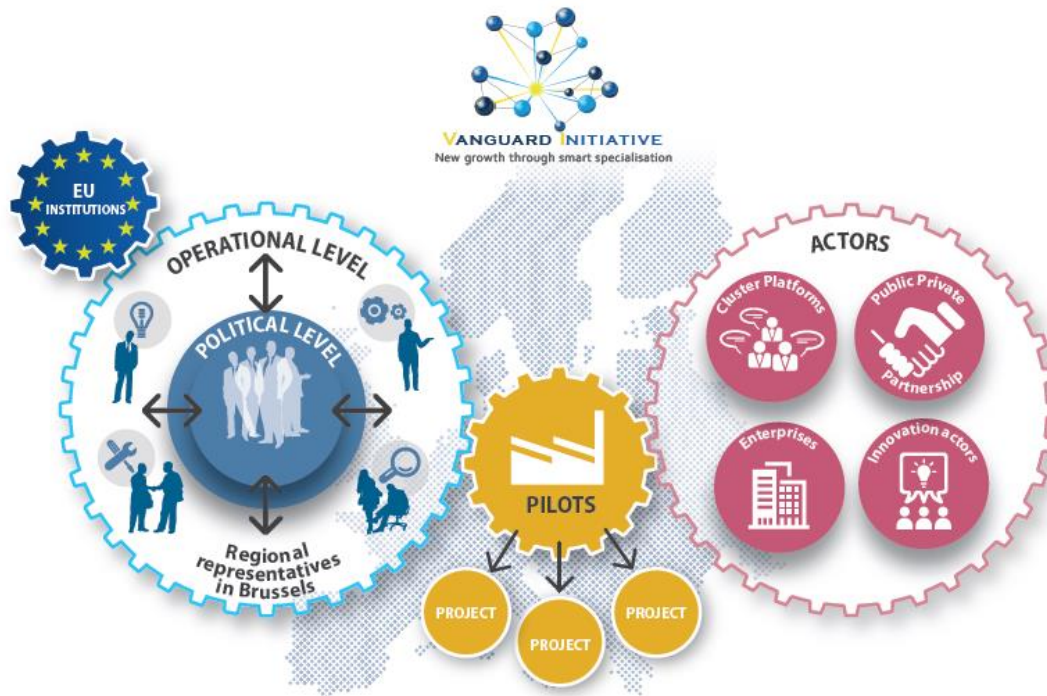 VANGUARD INITIATIVE
New growth through smart specialisation
EU
INSTITUTIONS
OPERATIONAL LEVEL
POLITICAL LEVEL
Regional
representatives
in Brussels
PILOTS
PROJECT
PROJECT
PROJECT
ACTORS
Cluster Platforms
Public Private
Partnership
Enterprises
Innovation actors